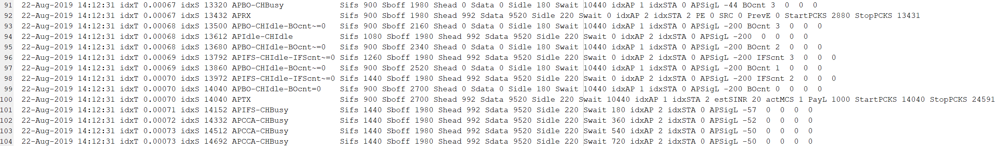 91 22-Aug-2019 14:12:31 idxT 0.00067 idxS 13320 APBO-CHBusy Sifs 900 Sboff 1980 Shead 0 Sdata 0 Sidle 180 Swait 10440 idxAP 1 idxSTA 0 APSigL -44 BOcnt 3 0 0 0
92 22-Aug-2019 14:12:31 idxT 0.00067 idxS 13432 APRX Sifs 900 Sboff 1980 Shead 992 Sdata 9520 Sidle 220 Swait 0 idxAP 2 idxSTA 2 PE 0 SRC 0 PrevE 0 StartPCKS 2880 StopPCKS 13431
93 22-Aug-2019 14:12:31 idxT 0.00068 idxS 13500 APBO-CHIdle-BOcnt~=0 Sifs 900 Sboff 2160 Shead 0 Sdata 0 Sidle 180 Swait 10440 idxAP 1 idxSTA 0 APSigL -200 BOcnt 3 0 0 0
94 22-Aug-2019 14:12:31 idxT 0.00068 idxS 13612 APIdle-CHIdle Sifs 1080 Sboff 1980 Shead 992 Sdata 9520 Sidle 220 Swait 0 idxAP 2 idxSTA 0 APSigL -200 0 0 0 0
95 22-Aug-2019 14:12:31 idxT 0.00068 idxS 13680 APBO-CHIdle-BOcnt~=0 Sifs 900 Sboff 2340 Shead 0 Sdata 0 Sidle 180 Swait 10440 idxAP 1 idxSTA 0 APSigL -200 BOcnt 2 0 0 0
96 22-Aug-2019 14:12:31 idxT 0.00069 idxS 13792 APIFS-CHIdle-IFScnt~=0 Sifs 1260 Sboff 1980 Shead 992 Sdata 9520 Sidle 220 Swait 0 idxAP 2 idxSTA 0 APSigL -200 IFScnt 3 0 0 0
97 22-Aug-2019 14:12:31 idxT 0.00069 idxS 13860 APBO-CHIdle-BOcnt~=0 Sifs 900 Sboff 2520 Shead 0 Sdata 0 Sidle 180 Swait 10440 idxAP 1 idxSTA 0 APSigL -200 BOcnt 1 0 0 0
98 22-Aug-2019 14:12:31 idxT 0.00070 idxS 13972 APIFS-CHIdle-IFScnt~=0 Sifs 1440 Sboff 1980 Shead 992 Sdata 9520 Sidle 220 Swait 0 idxAP 2 idxSTA 0 APSigL -200 IFScnt 2 0 0 0
99 22-Aug-2019 14:12:31 idxT 0.00070 idxS 14040 APBO-CHIdle-BOcnt=0 Sifs 900 Sboff 2700 Shead 0 Sdata 0 Sidle 180 Swait 10440 idxAP 1 idxSTA 0 APSigL -200 BOcnt 0 0 0 0
100 22-Aug-2019 14:12:31 idxT 0.00070 idxS 14040 APTX Sifs 900 Sboff 2700 Shead 992 Sdata 9520 Sidle 220 Swait 10440 idxAP 1 idxSTA 2 estSINR 20 actMCS 1 PayL 1000 StartPCKS 14040 StopPCKS 24591
101 22-Aug-2019 14:12:31 idxT 0.00071 idxS 14152 APIFS-CHBusy Sifs 1440 Sboff 1980 Shead 992 Sdata 9520 Sidle 220 Swait 180 idxAP 2 idxSTA 0 APSigL -57 0 0 0 0
102 22-Aug-2019 14:12:31 idxT 0.00072 idxS 14332 APCCA-CHBusy Sifs 1440 Sboff 1980 Shead 992 Sdata 9520 Sidle 220 Swait 360 idxAP 2 idxSTA 0 APSigL -52 0 0 0 0
103 22-Aug-2019 14:12:31 idxT 0.00073 idxS 14512 APCCA-CHBusy Sifs 1440 Sboff 1980 Shead 992 Sdata 9520 Sidle 220 Swait 540 idxAP 2 idxSTA 0 APSigL -50 0 0 0 0
104 22-Aug-2019 14:12:31 idxT 0.00073 idxS 14692 APCCA-CHBusy Sifs 1440 Sboff 1980 Shead 992 Sdata 9520 Sidle 220 Swait 720 idxAP 2 idxSTA 0 APSigL -50 0 0 0 0